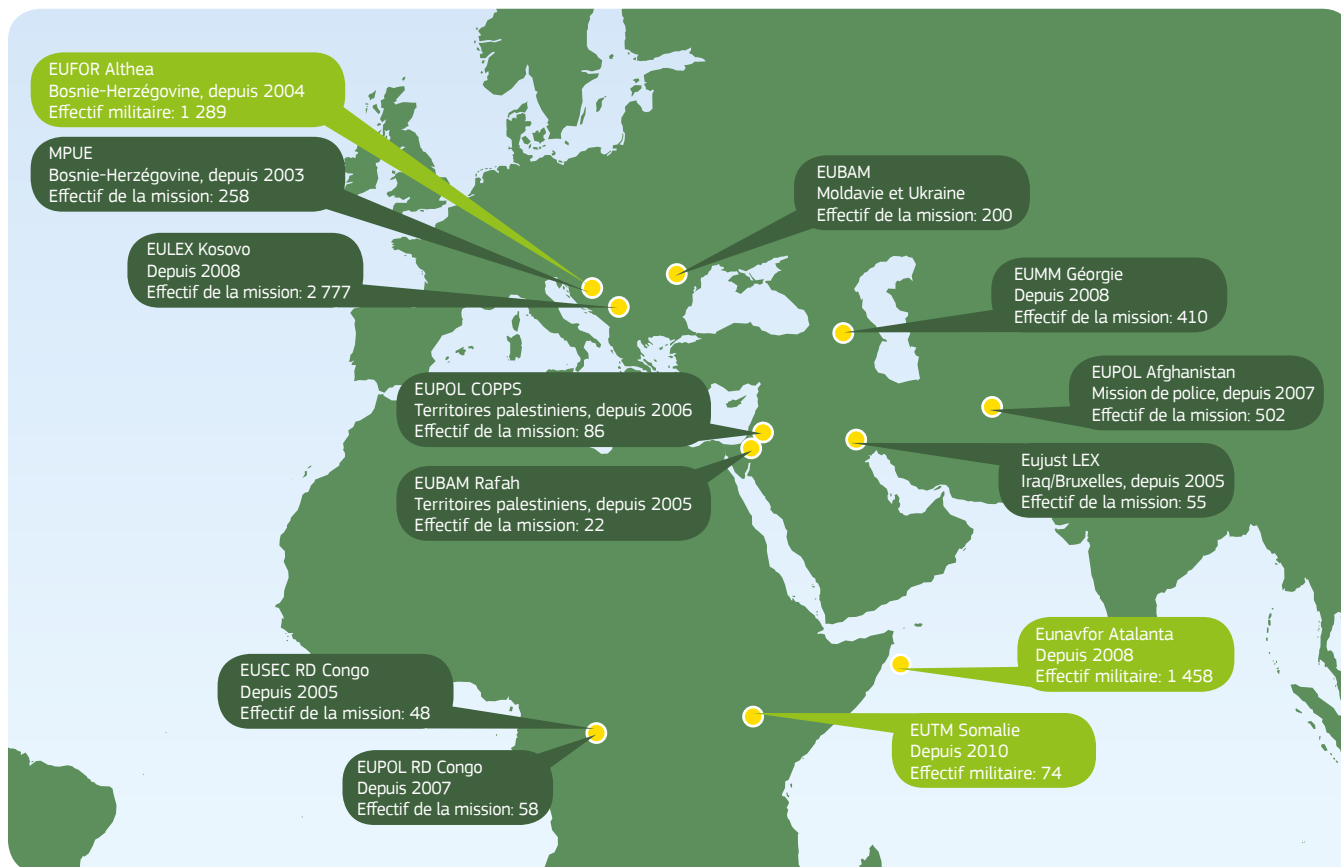 EUFOR Althea
Bosnie-Herzégovine, depuis 2004
Effectif militaire: 1 289
MPUE
Bosnie-Herzégovine, depuis 2003
Effectif de la mission: 258
EULEX Kosovo
Depuis 2008
Effectif de la mission: 2 777
EUBAM
Moldavie et Ukraine
Effectif de la mission: 200
EUMM Géorgie
Depuis 2008
Effectif de la mission: 410
EUPOL Afghanistan
Mission de police, depuis 2007
Effectif de la mission: 502
EUPOL COPPS
Territoires palestiniens, depuis 2006
Effectif de la mission: 86
Eujust LEX
Iraq/Bruxelles, depuis 2005
Effectif de la mission: 55
EUBAM Rafah
Territoires palestiniens, depuis 2005
Effectif de la mission: 22
Eunavfor Atalanta
Depuis 2008
Effectif militaire: 1 458
EUSEC RD Congo
Depuis 2005
Effectif de la mission: 48
EUTM Somalie
Depuis 2010
Effectif militaire: 74
EUPOL RD Congo
Depuis 2007
Effectif de la mission: 58